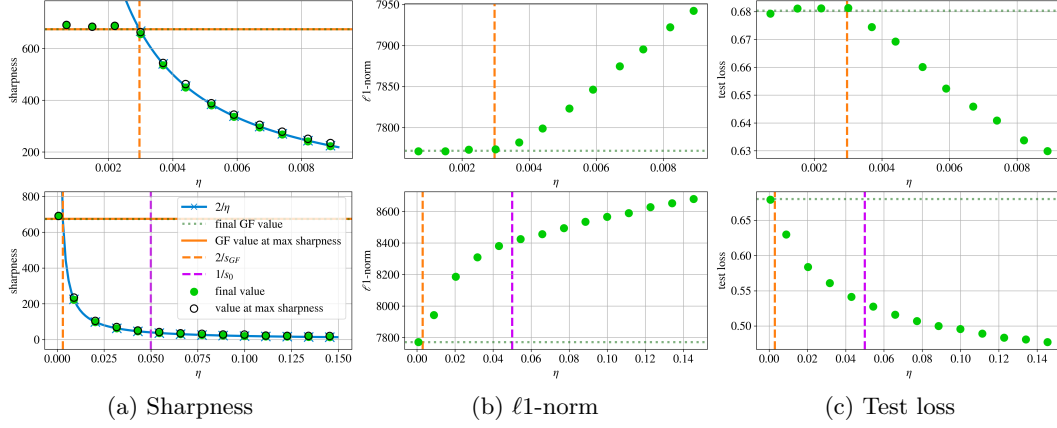 600
400
200
sharpness
0.002
0.004
0.006
0.008
η
7950
7900
7850
7800
ℓ1-norm
0.002
0.004
0.006
0.008
η
0.68
0.67
0.66
0.65
0.64
0.63
test loss
0.002
0.004
0.006
0.008
η
800
600
400
200
0
sharpness
0.000
0.025
0.050
0.075
0.100
0.125
0.150
η
2/η
final GF value
GF value at max sharpness
2/s_GF
1/s_0
final value
value at max sharpness
8600
8400
8200
8000
7800
ℓ1-norm
0.00
0.02
0.04
0.06
0.08
0.10
0.12
0.14
η
0.65
0.60
0.55
0.50
test loss
0.00
0.02
0.04
0.06
0.08
0.10
0.12
0.14
η
(a) Sharpness
(b) ℓ1-norm
(c) Test loss